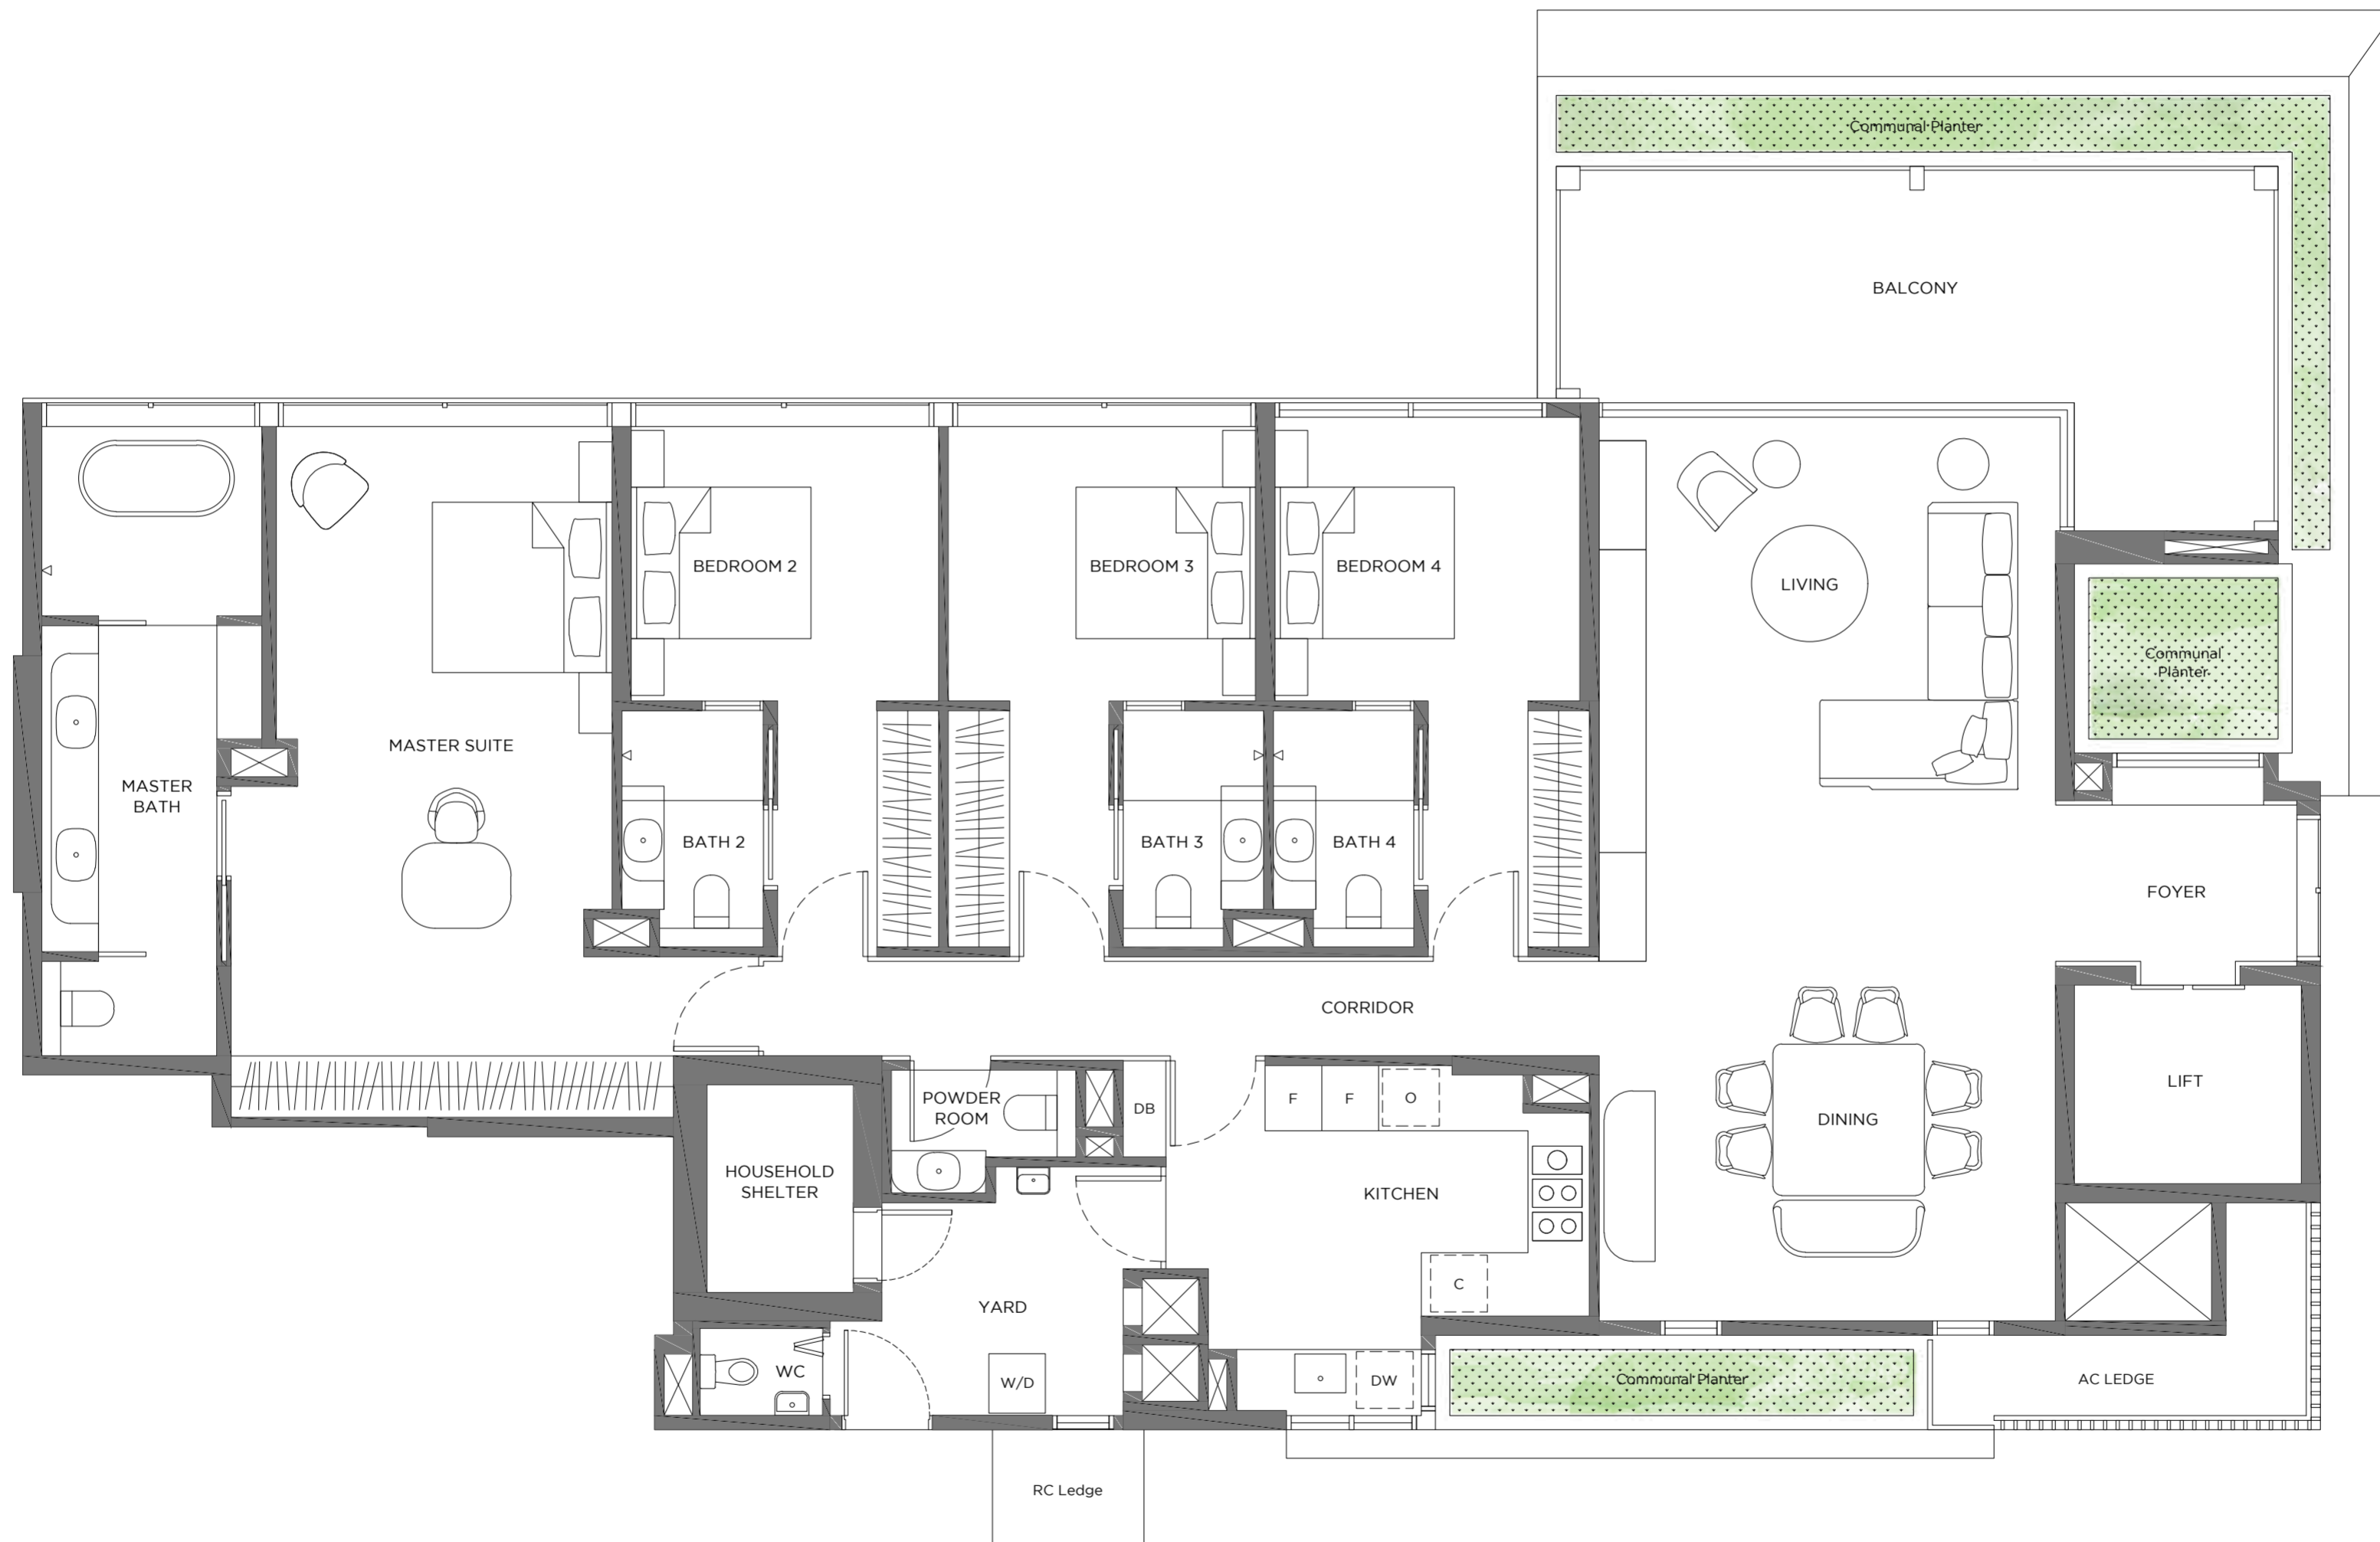 Communal Planter
BALCONY
BEDROOM 2
BEDROOM 3
BEDROOM 4
LIVING
Communal
Planter
MASTER SUITE
MASTER
BATH
BATH 2
BATH 3
BATH 4
FOYER
CORRIDOR
LIFT
POWDER
ROOM
DB
F
F
O
DINING
HOUSEHOLD
SHELTER
KITCHEN
C
YARD
WC
W/D
DW
Communal Planter
AC LEDGE
RC Ledge